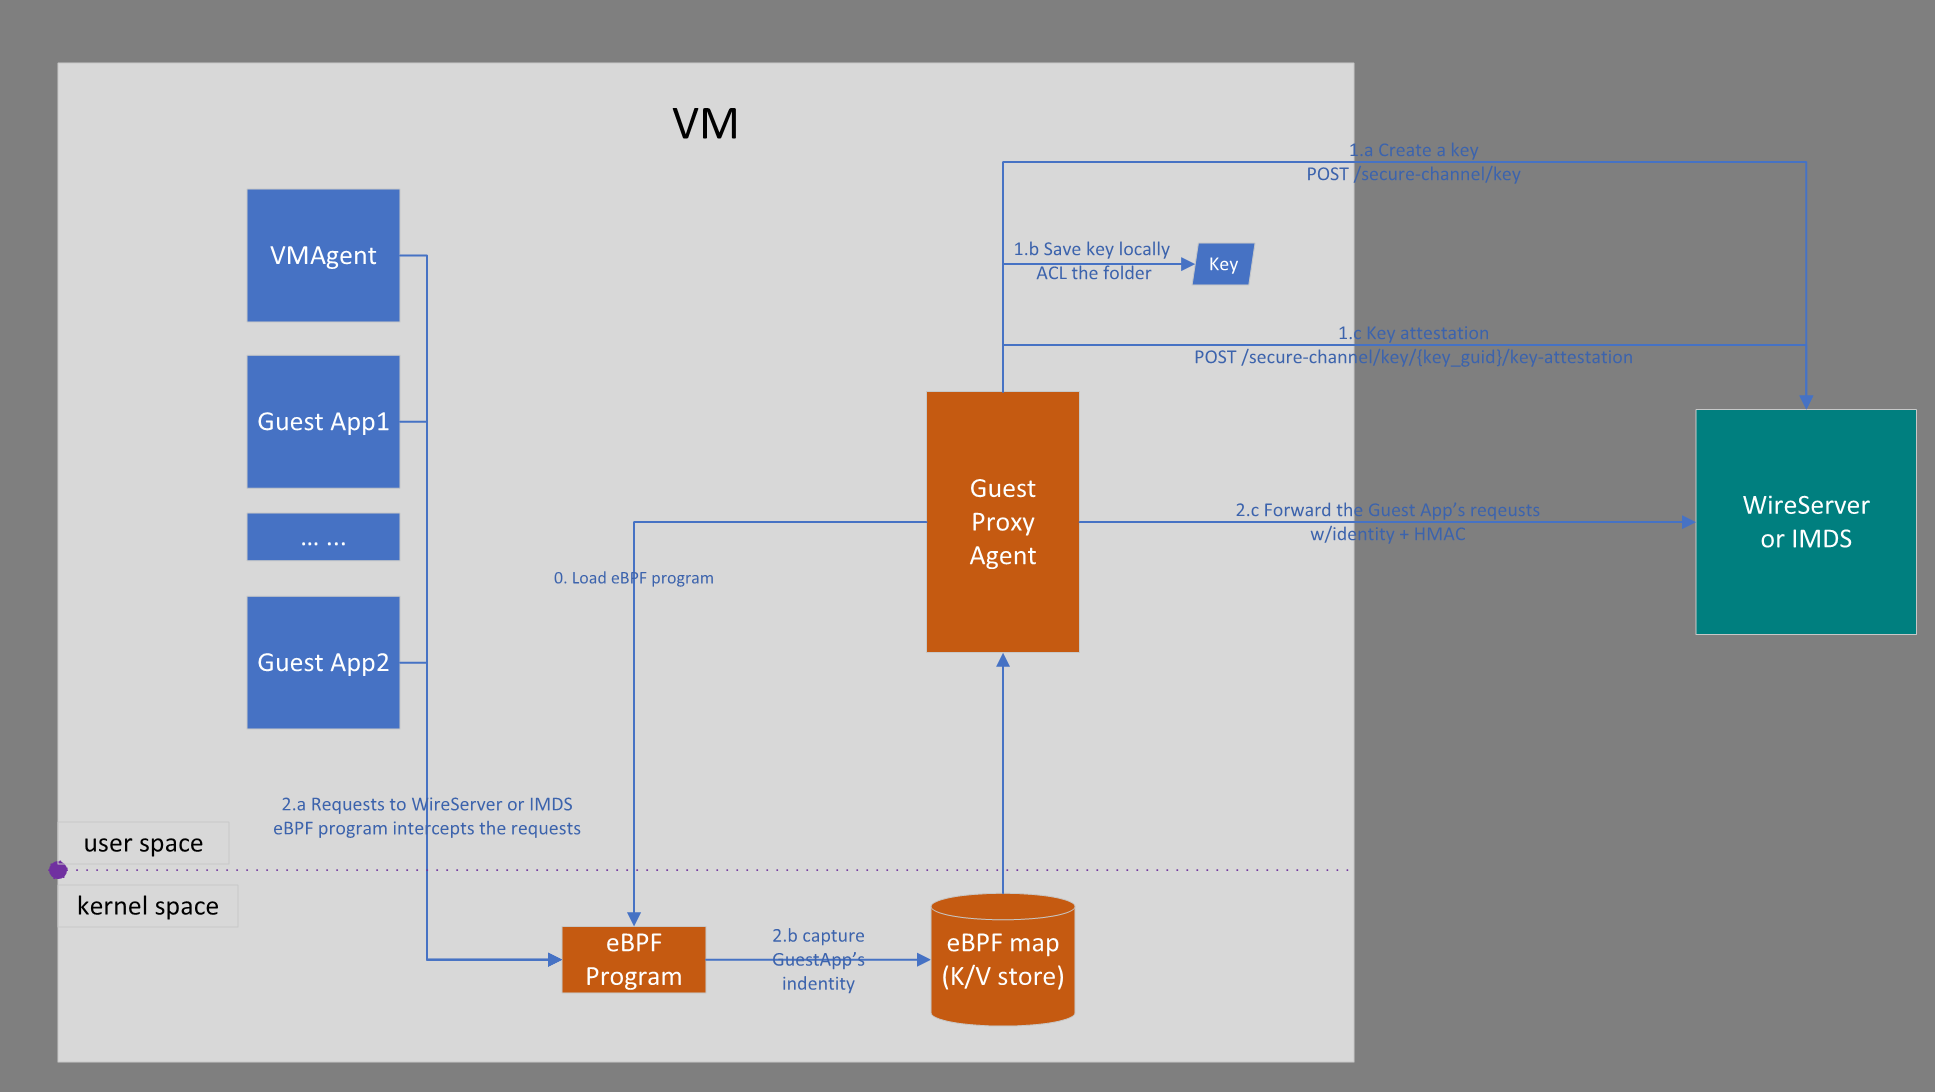 VM
1.a Create a key
POST /secure-channel/key
VMAgent
1.b Save key locally
ACL the folder
Key
1.c Key attestation
POST /secure-channel/key/{key_guid}/key-attestation
Guest App1
Guest
Proxy
Agent
WireServer
or IMDS
2.c Forward the Guest App's reqeusts
w/identity + HMAC
... ...
0. Load eBPF program
Guest App2
2.a Requests to WireServer or IMDS
eBPF program intercepts the requests
user space
kernel space
eBPF
Program
2.b capture
GuestApp's
indentity
eBPF map
(K/V store)